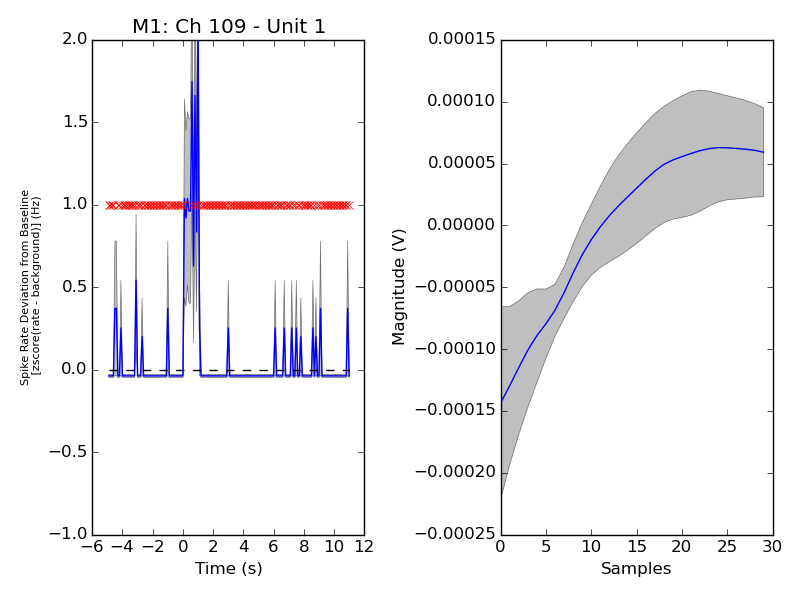 M1: Ch 109 - Unit 1
2.0
1.5
1.0
0.5
0.0
−0.5
−1.0
−6 −4 −2 0 2 4 6 8 10 12
Time (s)
Spike Rate Deviation from Baseline
[zscore(rate - background)] (Hz)
0.00015
0.00010
0.00005
0.00000
−0.00005
−0.00010
−0.00015
−0.00020
−0.00025
0 5 10 15 20 25 30
Samples
Magnitude (V)